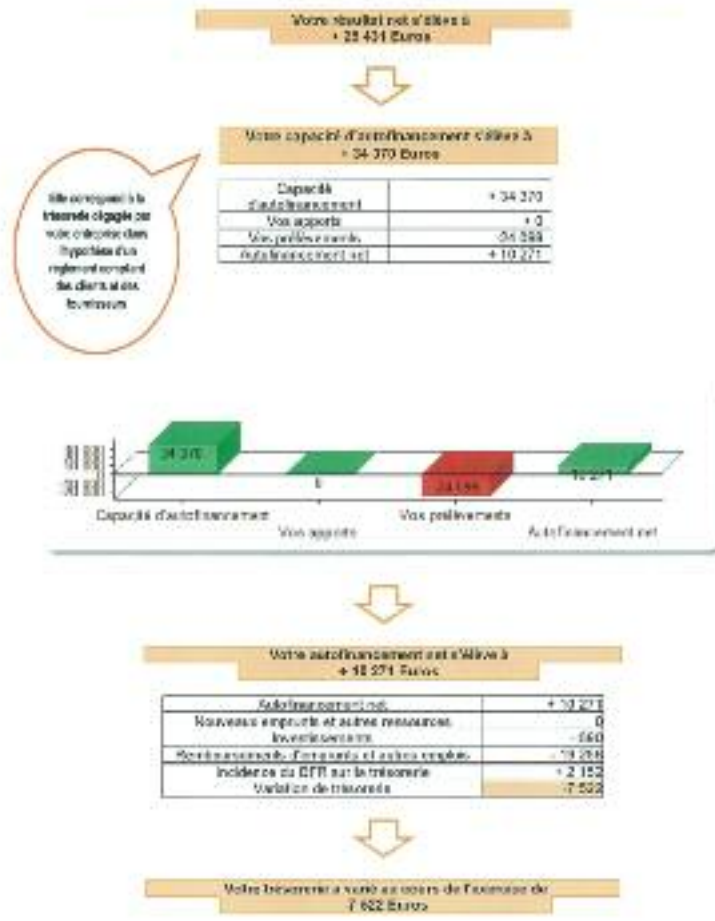 Votre résultat net s'élève à
Euros
Votre capacité d'autofinancement s'élève à
+ 34 370 Euros
Elle correspond à la
trésorerie dégagée par
votre entreprise dans
l'hypothèse d'un
règlement comptant
des clients et des
fournisseurs
Capacité d'autofinancement + 34 370
Vos apports + 0
Vos prélèvements
Autofinancement net + 10 271
34 370
0
10 271
Capacité d'autofinancement
Vos apports
Vos prélèvements
Autofinancement net
Votre autofinancement net s'élève à
+ 10 271 Euros
Autofinancement net + 10 271
Nouveaux emprunts et autres ressources 0
Investissements
Remboursements d'emprunts et autres emplois
Incidence du BFR sur la trésorerie + 2 152
Variation de trésorerie
Votre trésorerie a varié au cours de l'exercice de
Euros